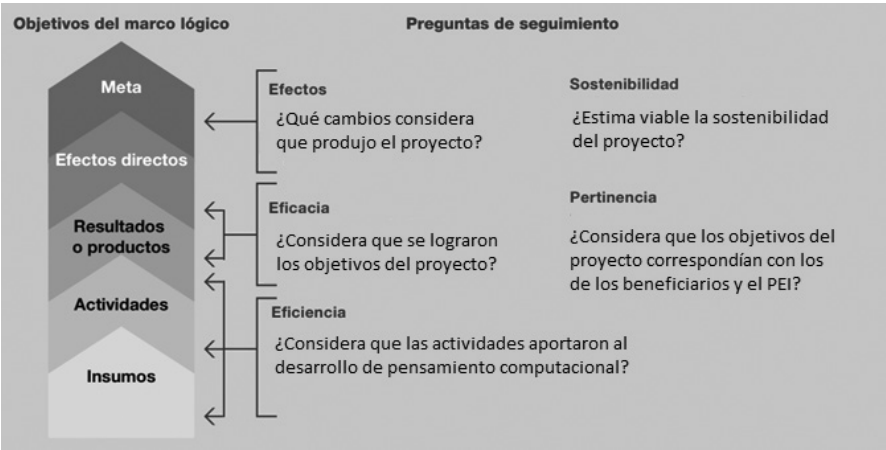 Objetivos del marco lógico
Preguntas de seguimiento
Meta
Efectos directos
Resultados
o productos
Actividades
Insumos
Efectos
¿Qué cambios considera
que produjo el proyecto?
Sostenibilidad
¿Estima viable la sostenibilidad
del proyecto?
Eficacia
¿Considera que se lograron
los objetivos del proyecto?
Pertinencia
¿Considera que los objetivos del
proyecto correspondían con los
de los beneficiarios y el PEI?
Eficiencia
¿Considera que las actividades aportaron al
desarrollo de pensamiento computacional?